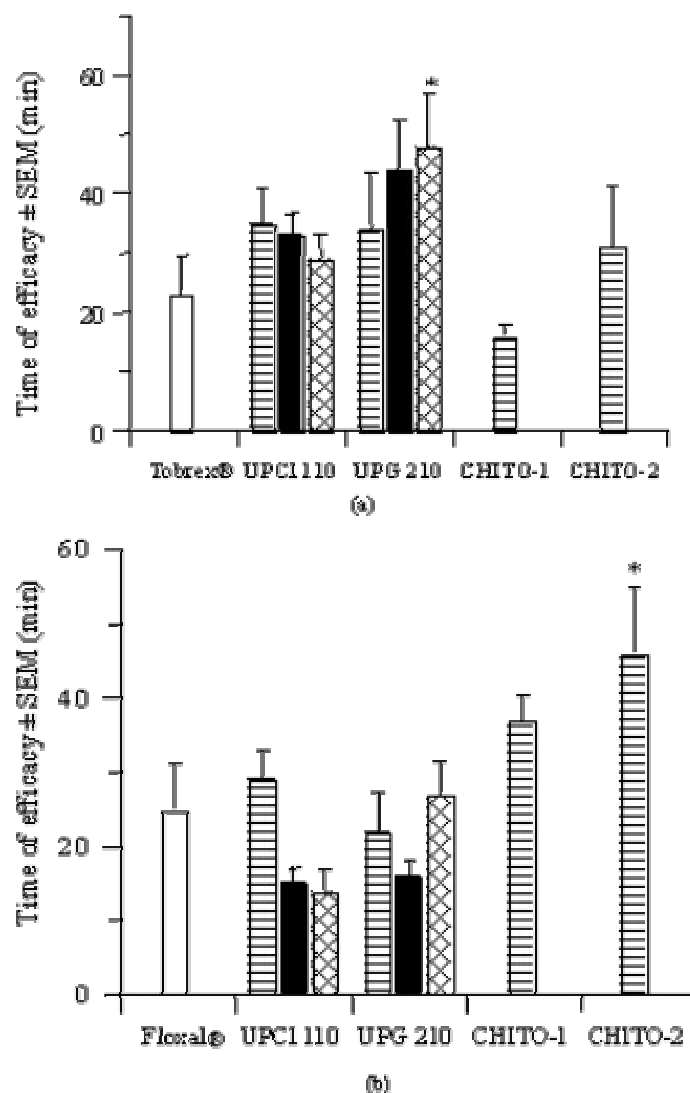 Time of efficacy ± SEM (min)
60
40
20
0
*
Tobrex® UPC1110 UPG 210 CHITO-1 CHITO-2
(a)
Time of efficacy ± SEM (min)
60
40
20
0
*
Floxal® UPC1110 UPG 210 CHITO-1 CHITO-2
(b)